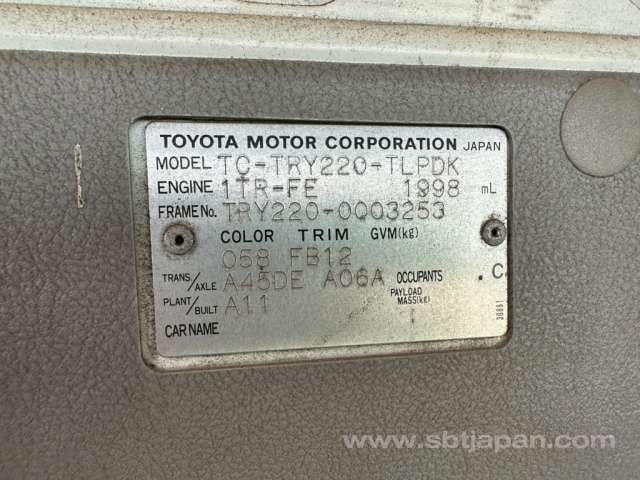 TOYOTA MOTOR CORPORATION JAPAN
MODEL TC-TRY220-TLPDK
ENGINE 1TR-FE 1998 mL
FRAME No. TRY220-0003253
COLOR TRIM GVM(kg)
058 FB12
TRANS./AXLE A45DE A06A OCCUPANTS .C
PLANT/BUILT A11 PAYLOAD MASS(kg)
CAR NAME
www.sbtjapan.com